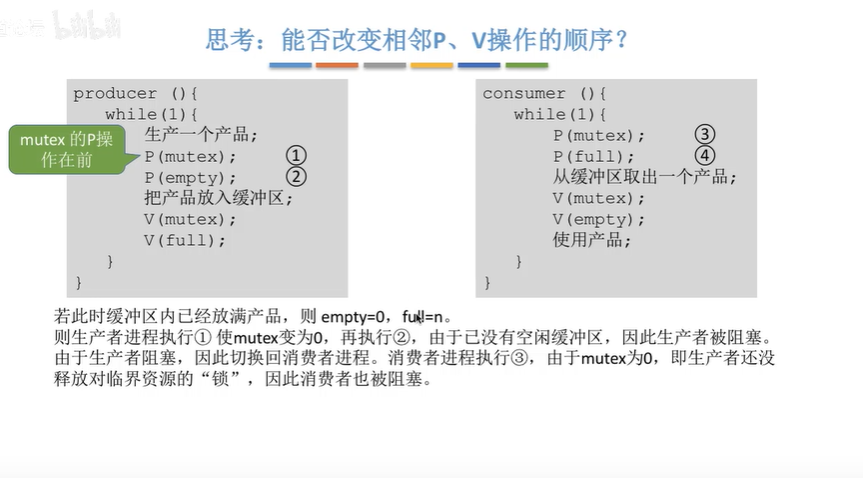 bilibili
思考：能否改变相邻P、V操作的顺序？
producer (){
while(1){
生产一个产品;
P(mutex); ①
P(empty); ②
把产品放入缓冲区;
V(mutex);
V(full);
}
}
mutex 的P操
作在前
consumer (){
while(1){
P(mutex); ③
P(full); ④
从缓冲区取出一个产品;
V(mutex);
V(empty);
使用产品;
}
}
若此时缓冲区内已经放满产品，则 empty=0，full=n。
则生产者进程执行① 使mutex变为0，再执行②，由于已没有空闲缓冲区，因此生产者被阻塞。
由于生产者阻塞，因此切换回消费者进程。消费者进程执行③，由于mutex为0，即生产者还没
释放对临界资源的“锁”，因此消费者也被阻塞。